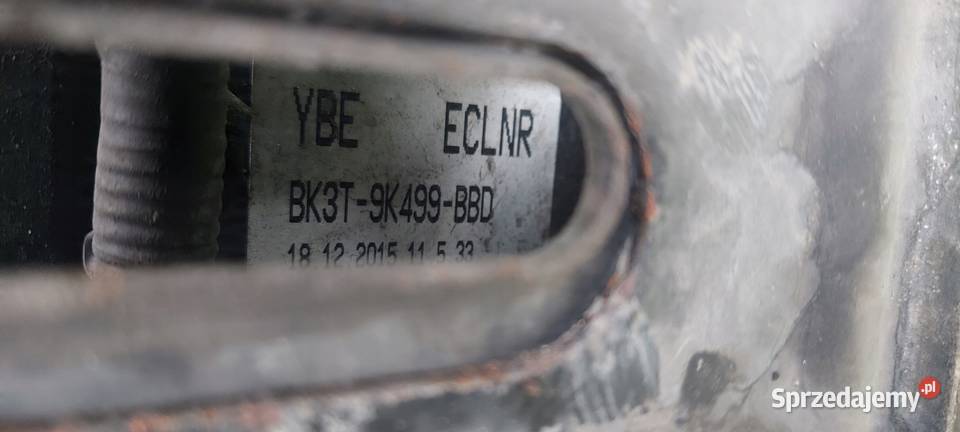 YBE ECLNR
BK3T-9K499-BBD
18 12 2015 11 5 33
Sprzedajemy.pl